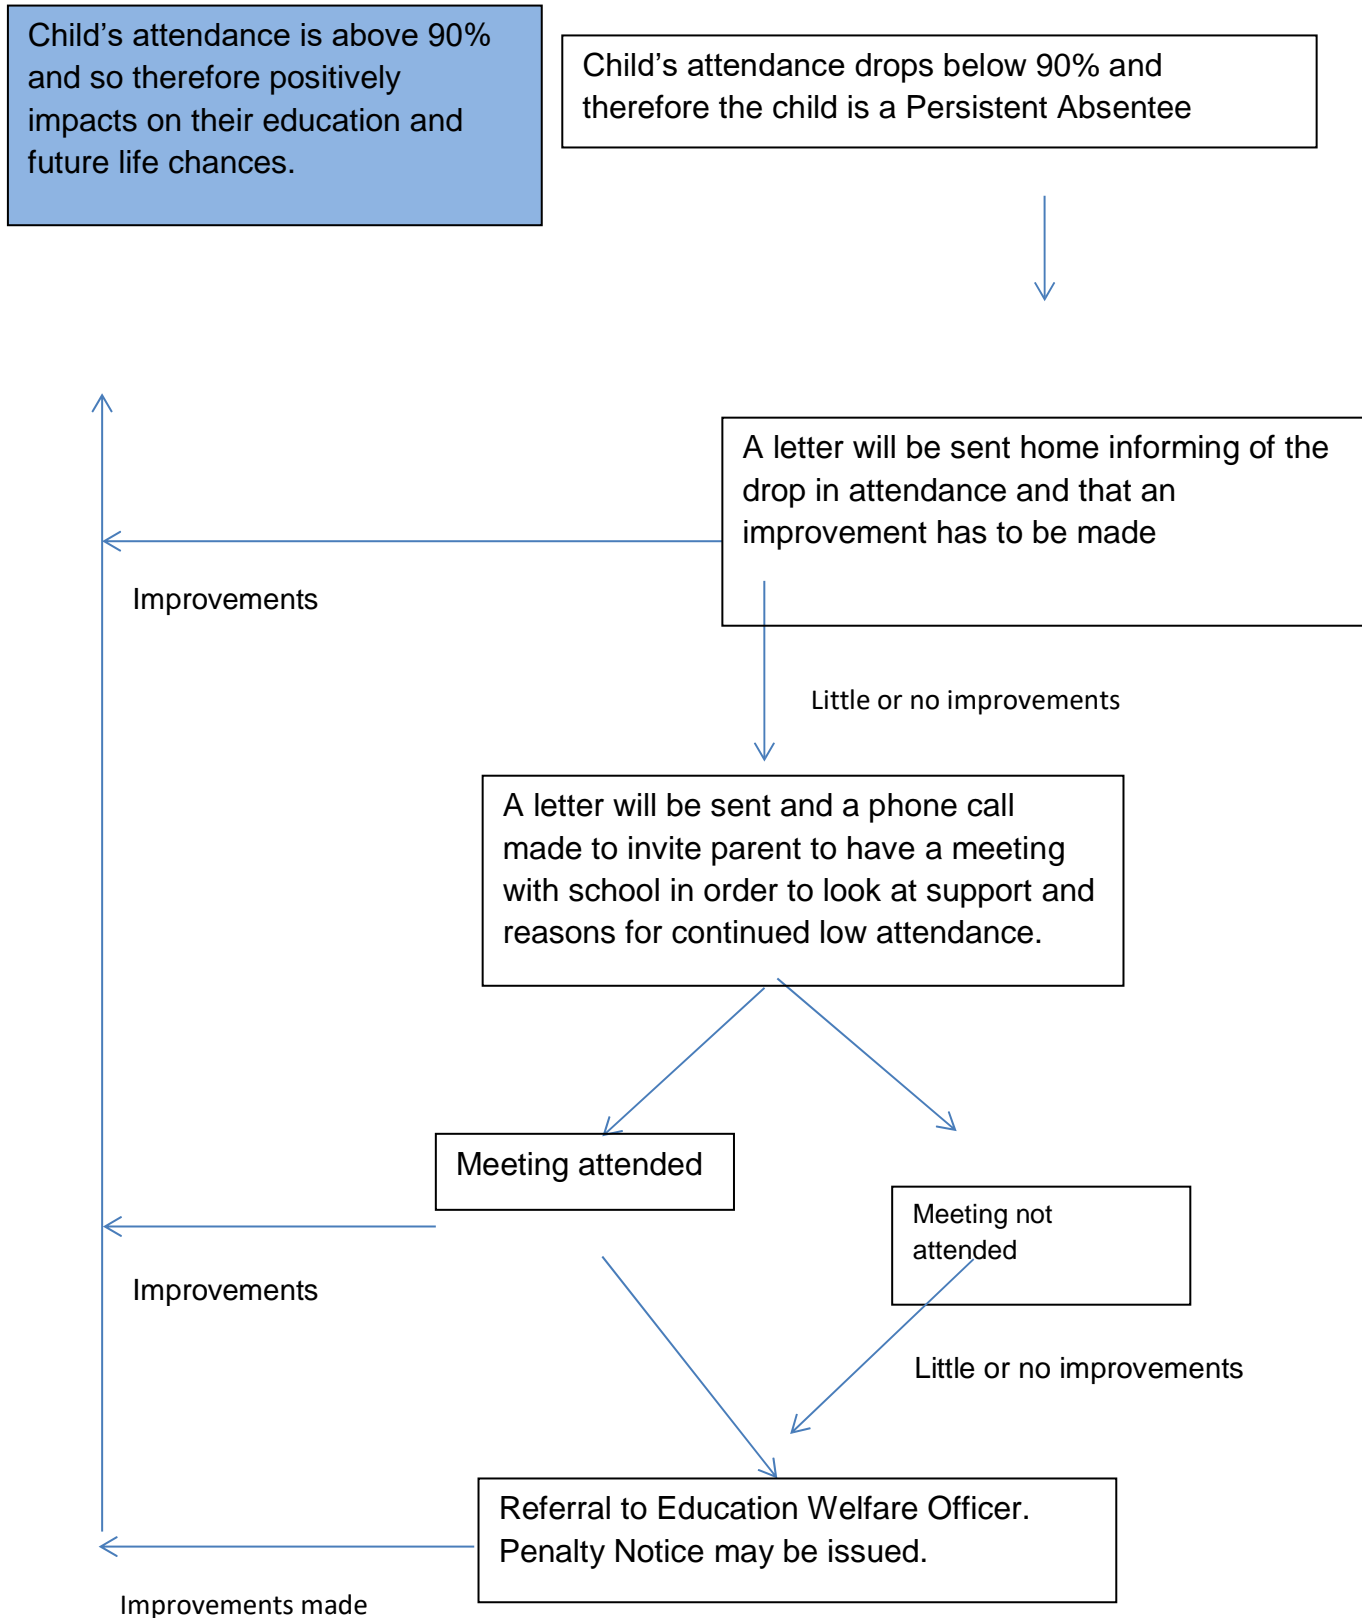 Child’s attendance is above 90%
and so therefore positively
impacts on their education and
future life chances.
Child’s attendance drops below 90% and
therefore the child is a Persistent Absentee
A letter will be sent home informing of the
drop in attendance and that an
improvement has to be made
Improvements
Little or no improvements
A letter will be sent and a phone call
made to invite parent to have a meeting
with school in order to look at support and
reasons for continued low attendance.
Meeting attended
Meeting not
attended
Improvements
Little or no improvements
Referral to Education Welfare Officer.
Penalty Notice may be issued.
Improvements made